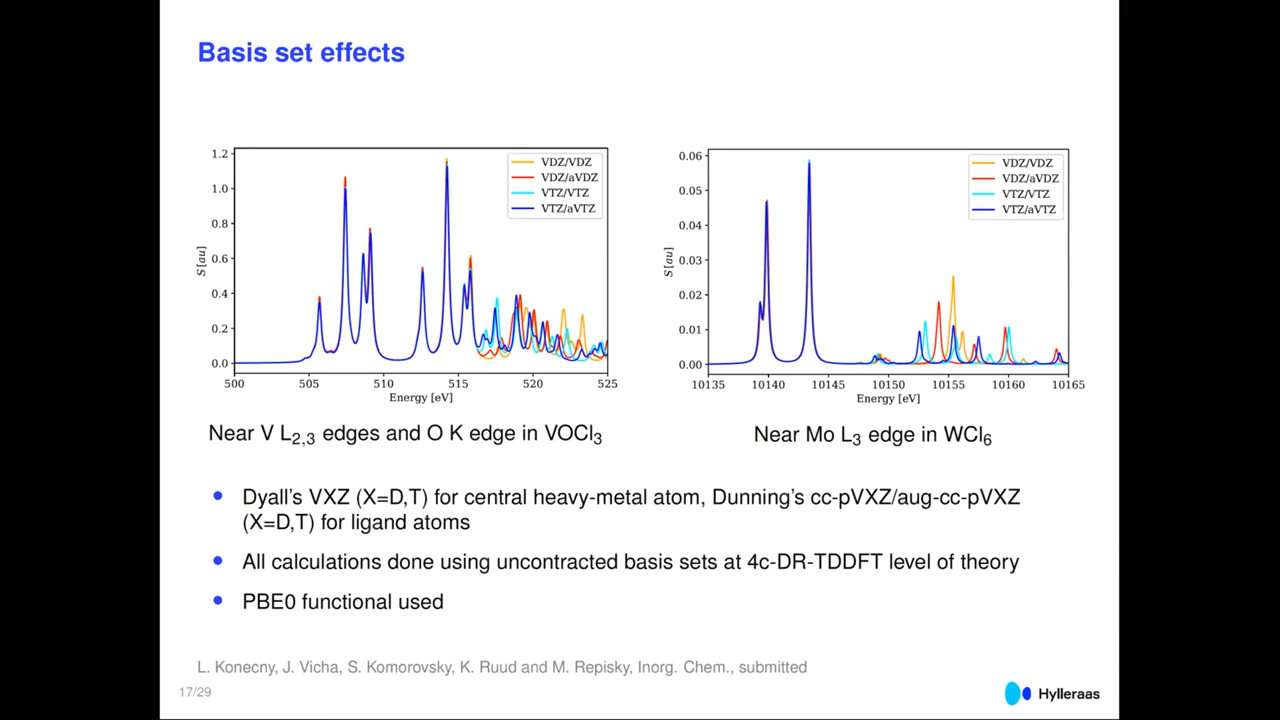 Basis set effects
1.2
1.0
0.8
0.6
0.4
0.2
0.0
S [au]
500
505
510
515
520
525
Energy [eV]
VDZ/VDZ
VDZ/aVDZ
VTZ/VTZ
VTZ/aVTZ
0.06
0.05
0.04
0.03
0.02
0.01
0.00
S [au]
10135
10140
10145
10150
10155
10160
10165
Energy [eV]
VDZ/VDZ
VDZ/aVDZ
VTZ/VTZ
VTZ/aVTZ
Near V L2,3 edges and O K edge in VOCl3
Near Mo L3 edge in WCl6
• Dyall's VXZ (X=D,T) for central heavy-metal atom, Dunning's cc-pVXZ/aug-cc-pVXZ
(X=D,T) for ligand atoms
• All calculations done using uncontracted basis sets at 4c-DR-TDDFT level of theory
• PBE0 functional used
L. Konecny, J. Vicha, S. Komorovsky, K. Ruud and M. Repisky, Inorg. Chem., submitted
17/29
Hylleraas